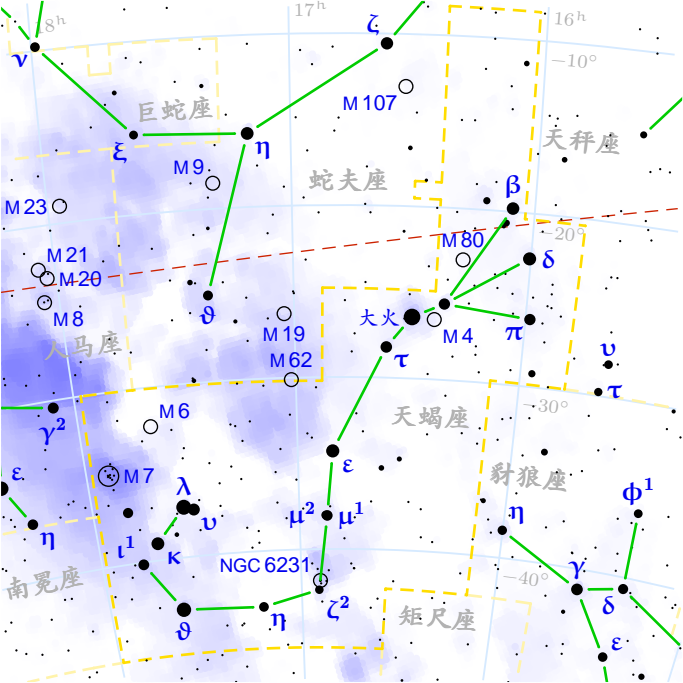 18ʰ
17ʰ
16ʰ
ζ
ν
−10°
M 107
巨蛇座
天秤座
ξ
η
M 9
蛇夫座
β
M 23
−20°
M 80
M 21
δ
M 20
M 8
ϑ
大火
M 19
M 4
π
人马座
τ
υ
M 62
τ
−30°
M 6
天蝎座
γ²
ε
ε
M 7
豺狼座
λ
φ¹
υ
μ² μ¹
η
η
ι¹
κ
NGC 6231
γ
−40°
南冕座
ζ²
δ
ϑ
η
矩尺座
ε